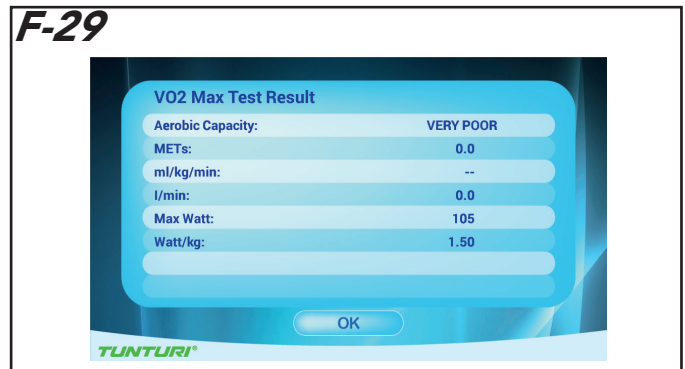 F-29
VO2 Max Test Result
Aerobic Capacity: VERY POOR
METs: 0.0
ml/kg/min: --
l/min: 0.0
Max Watt: 105
Watt/kg: 1.50
OK
TUNTURI®